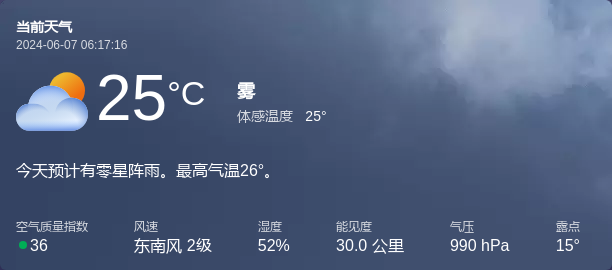 当前天气
2024-06-07 06:17:16
25°C
雾
体感温度 25°
今天预计有零星阵雨。最高气温26°。
空气质量指数 风速 湿度 能见度 气压 露点
36 东南风 2级 52% 30.0 公里 990 hPa 15°